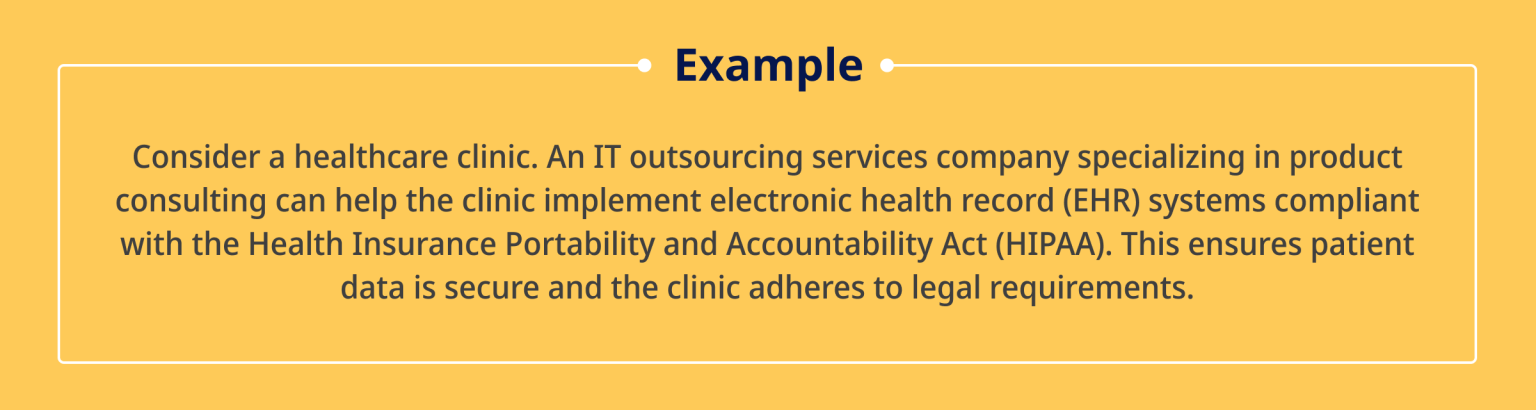 Example
Consider a healthcare clinic. An IT outsourcing services company specializing in product
consulting can help the clinic implement electronic health record (EHR) systems compliant
with the Health Insurance Portability and Accountability Act (HIPAA). This ensures patient
data is secure and the clinic adheres to legal requirements.